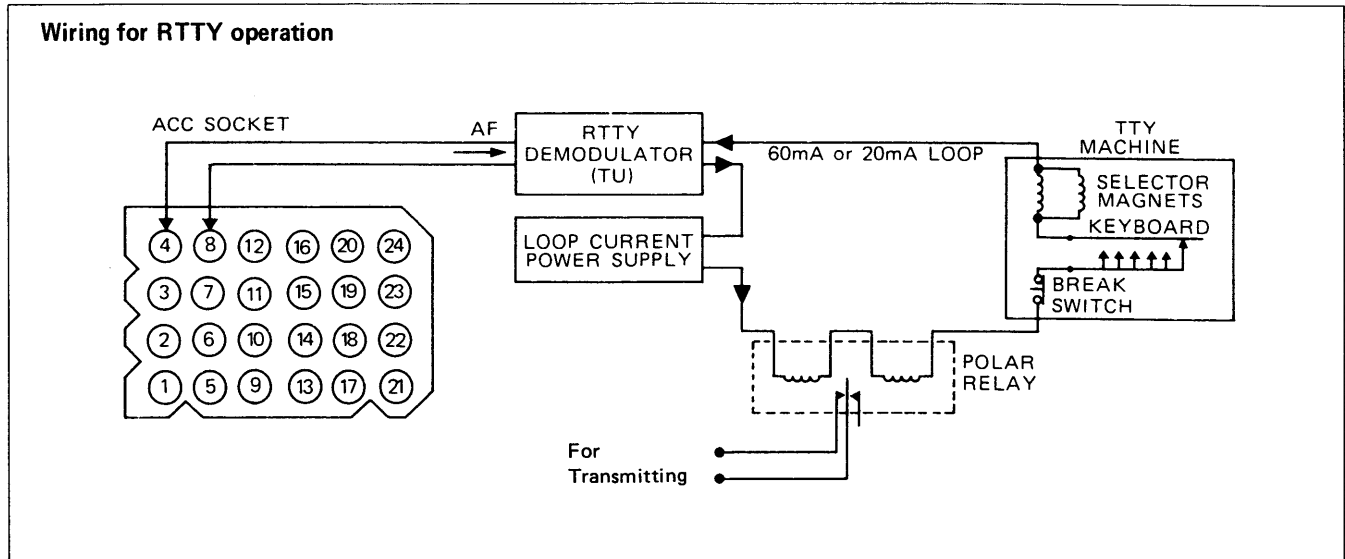 Wiring for RTTY operation
ACC SOCKET
AF
RTTY
DEMODULATOR
(TU)
60mA or 20mA LOOP
TTY
MACHINE
SELECTOR
MAGNETS
KEYBOARD
BREAK
SWITCH
LOOP CURRENT
POWER SUPPLY
4 8 12 16 20 24
3 7 11 15 19 23
2 6 10 14 18 22
1 5 9 13 17 21
POLAR
RELAY
For
Transmitting